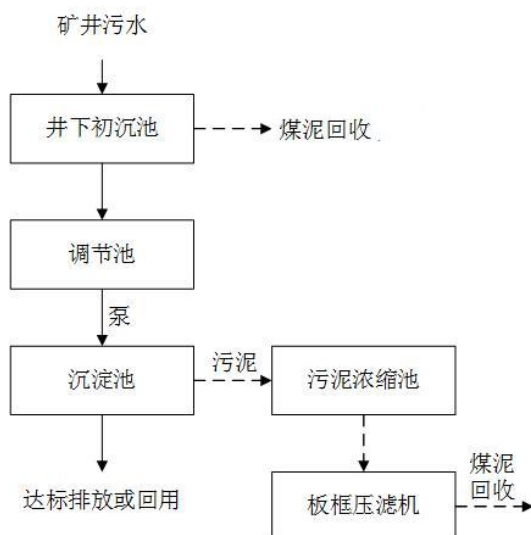 矿井污水
井下初沉池
煤泥回收
调节池
泵
沉淀池
污泥
污泥浓缩池
达标排放或回用
板框压滤机
煤泥
回收